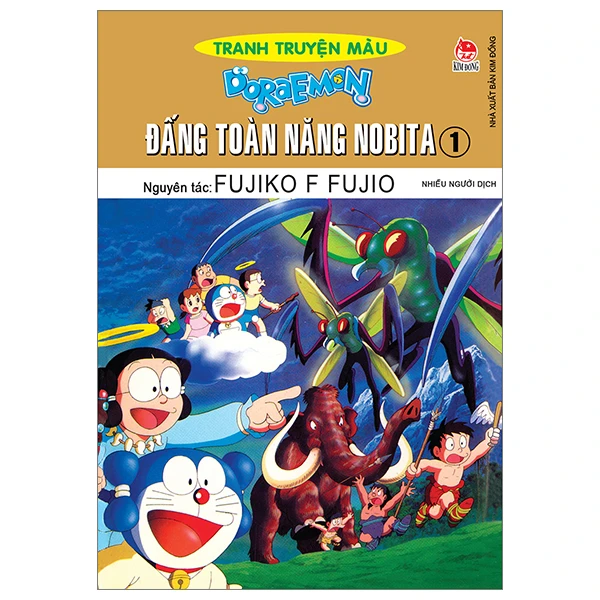 TRANH TRUYỆN MÀU
DORAEMON
ĐẤNG TOÀN NĂNG NOBITA 1
Nguyên tác: FUJIKO F FUJIO
NHIỀU NGƯỜI DỊCH
KIM ĐỒNG
NHÀ XUẤT BẢN KIM ĐỒNG